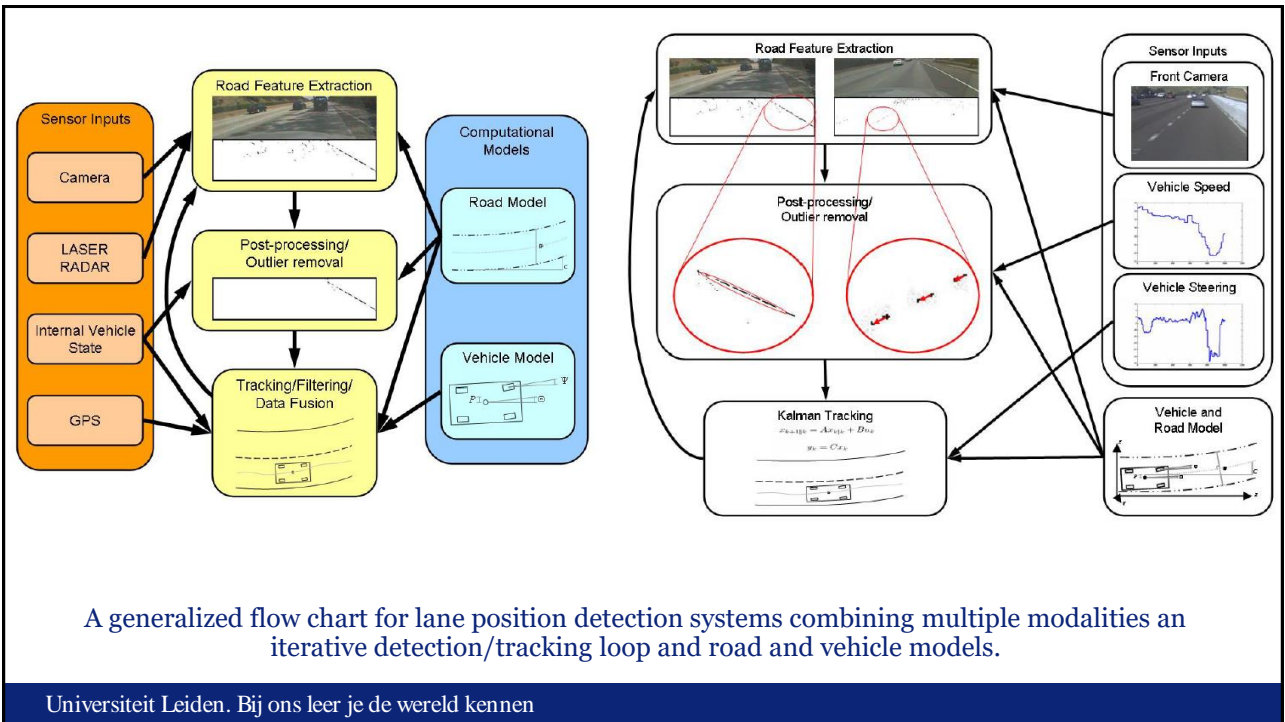 Road Feature Extraction
Sensor Inputs
Camera
LASER
RADAR
Internal Vehicle
State
GPS
Post-processing/
Outlier removal
Tracking/Filtering/
Data Fusion
Computational
Models
Road Model
Vehicle Model
P
Ψ
Θ
Road Feature Extraction
Post-processing/
Outlier removal
Kalman Tracking
Sensor Inputs
Front Camera
Vehicle Speed
Vehicle Steering
Vehicle and
Road Model
A generalized flow chart for lane position detection systems combining multiple modalities an
iterative detection/tracking loop and road and vehicle models.
Universiteit Leiden. Bij ons leer je de wereld kennen